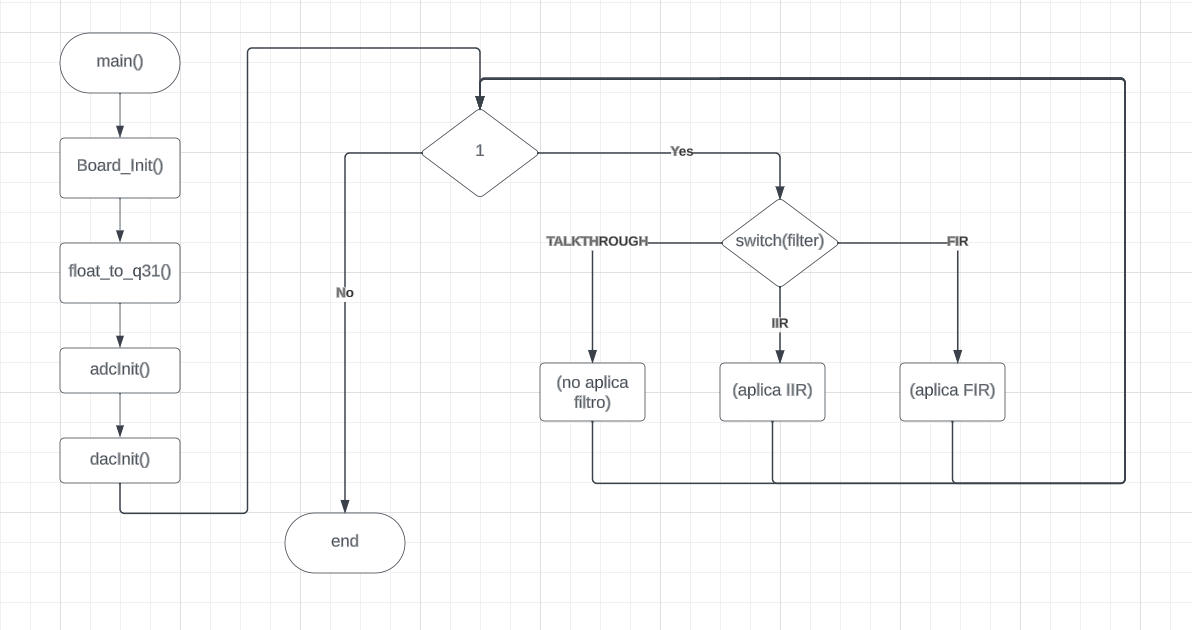 main()
Board_Init()
float_to_q31()
adcInit()
dacInit()
1
Yes
No
switch(filter)
TALKTHROUGH
IIR
FIR
(no aplica
filtro)
(aplica IIR)
(aplica FIR)
end